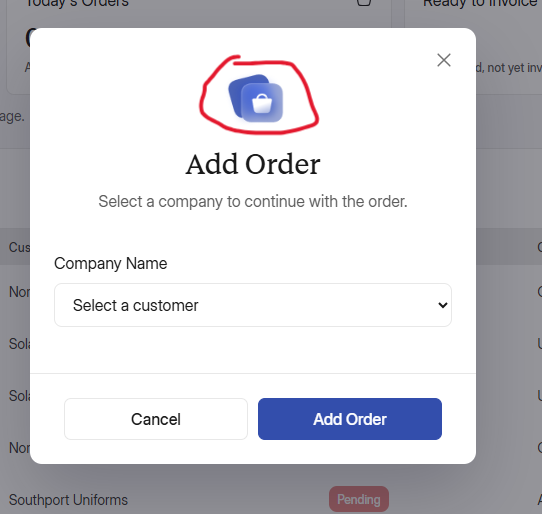 Today's Orders
Ready to Invoice
d, not yet inv
age.
Add Order
Select a company to continue with the order.
Cus
Company Name
Nor
Select a customer
Sola
Sola
Nor
Cancel
Add Order
Southport Uniforms
Pending